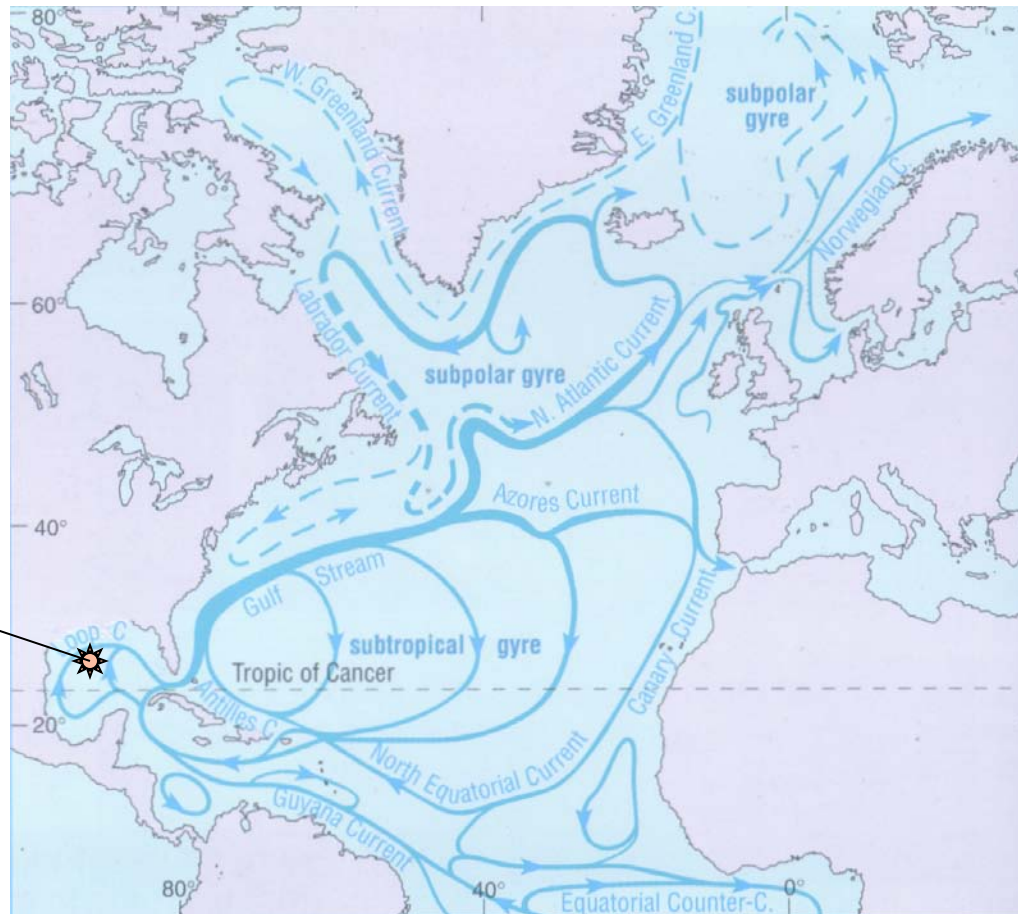 80°
W. Greenland Current
E. Greenland C.
subpolar
gyre
Norwegian C.
60°
Labrador Current
subpolar gyre
N. Atlantic Current
Azores Current
40°
Gulf Stream
subtropical gyre
Canary Current
Tropic of Cancer
Antilles C.
20°
North Equatorial Current
Guyana Current
80°
40°
0°
Equatorial Counter-C.